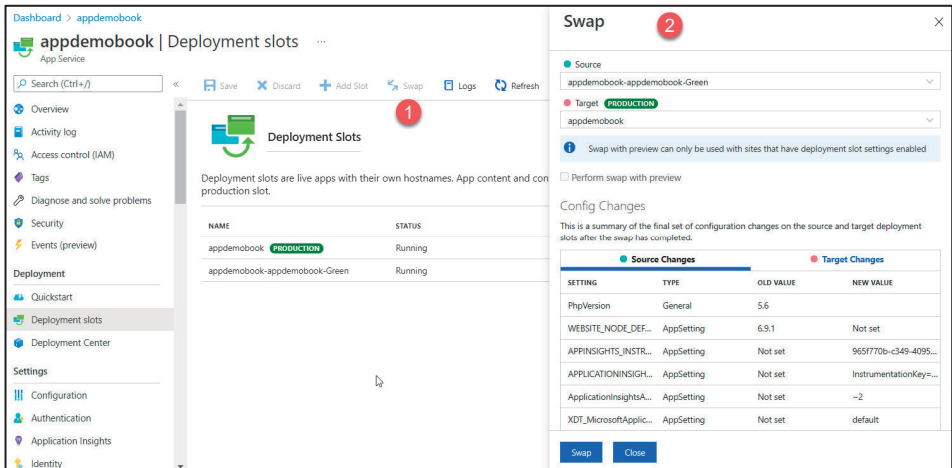 Dashboard > appdemobook
appdemobook | Deployment slots ...
App Service
Search (Ctrl+/)
«
Overview
Activity log
Access control (IAM)
Tags
Diagnose and solve problems
Security
Events (preview)
Deployment
Quickstart
Deployment slots
Deployment Center
Settings
Configuration
Authentication
Application Insights
Identity
Save
Discard
Add Slot
Swap
Logs
Refresh
1
Deployment Slots
Deployment slots are live apps with their own hostnames. App content and con
production slot.
NAME STATUS
appdemobook PRODUCTION Running
appdemobook-appdemobook-Green Running
Swap
2
Source
appdemobook-appdemobook-Green
Target PRODUCTION
appdemobook
Swap with preview can only be used with sites that have deployment slot settings enabled
Perform swap with preview
Config Changes
This is a summary of the final set of configuration changes on the source and target deployment
slots after the swap has completed.
Source Changes Target Changes
SETTING TYPE OLD VALUE NEW VALUE
PhpVersion General 5.6
WEBSITE_NODE_DEF... AppSetting 6.9.1 Not set
APPINSIGHTS_INSTR... AppSetting Not set 965f770b-c349-4095...
APPLICATIONINSIGH... AppSetting Not set InstrumentationKey=...
ApplicationInsightsA... AppSetting Not set ~2
XDT_MicrosoftApplic... AppSetting Not set default
Swap Close